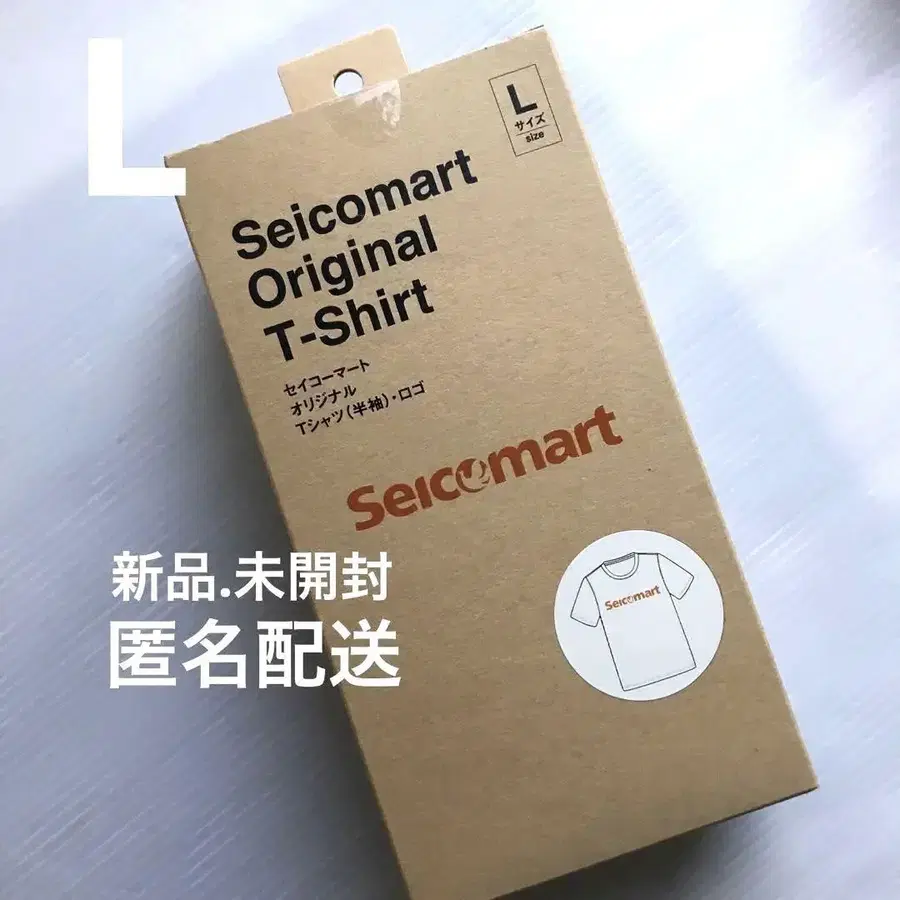 L
L
サイズ
size
Seicomart
Original
T-Shirt
セイコーマート
オリジナル
Tシャツ(半袖)・ロゴ
Seicomart
Seicomart
新品.未開封
匿名配送